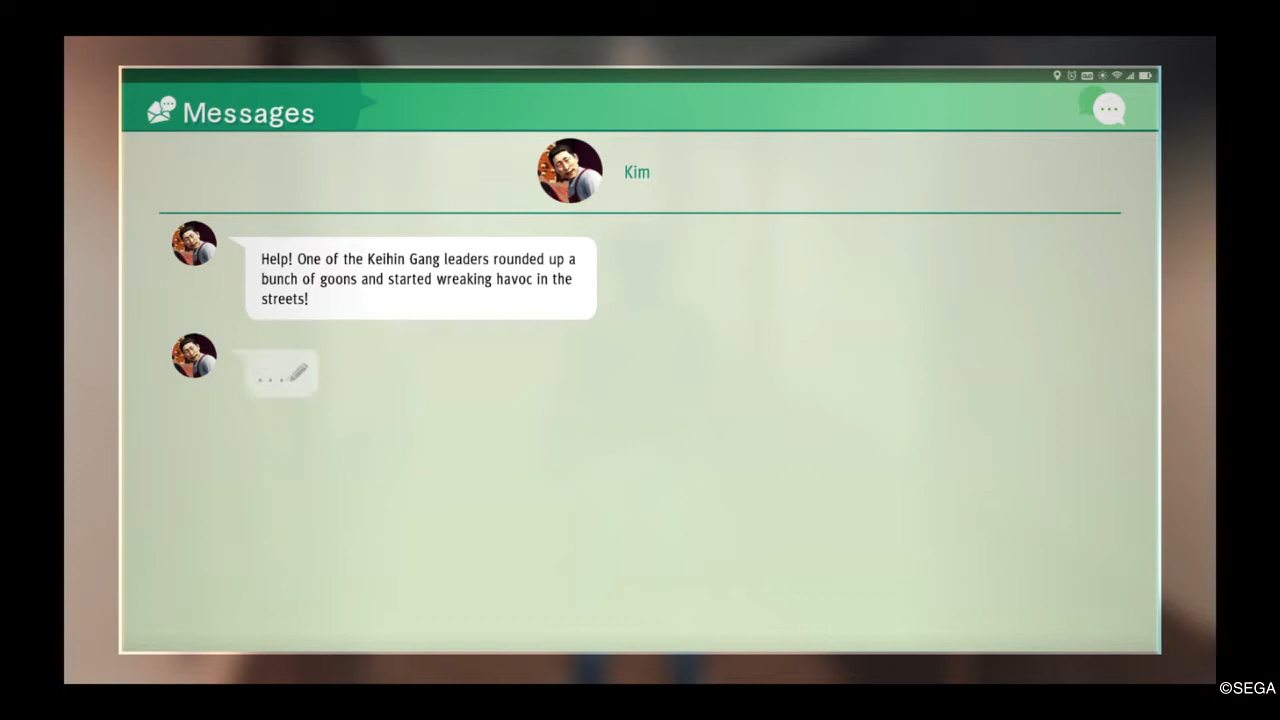 Messages
Kim
Help! One of the Keihin Gang leaders rounded up a
bunch of goons and started wreaking havoc in the
streets!
...
©SEGA